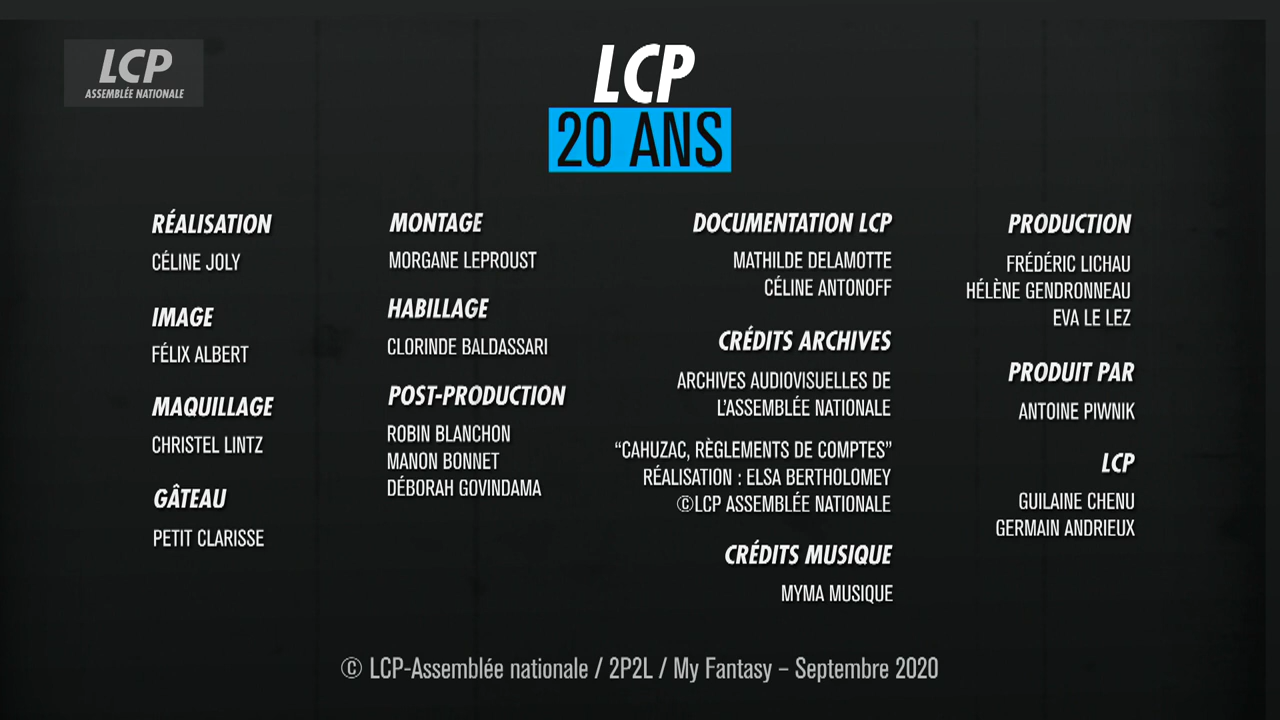 LCP
ASSEMBLÉE NATIONALE
LCP
20 ANS
RÉALISATION
CÉLINE JOLY
IMAGE
FÉLIX ALBERT
MAQUILLAGE
CHRISTEL LINTZ
GÂTEAU
PETIT CLARISSE
MONTAGE
MORGANE LEPROUST
HABILLAGE
CLORINDE BALDASSARI
POST-PRODUCTION
ROBIN BLANCHON
MANON BONNET
DÉBORAH GOVINDAMA
DOCUMENTATION LCP
MATHILDE DELAMOTTE
CÉLINE ANTONOFF
CRÉDITS ARCHIVES
ARCHIVES AUDIOVISUELLES DE
L’ASSEMBLÉE NATIONALE
“CAHUZAC, RÈGLEMENTS DE COMPTES”
RÉALISATION : ELSA BERTHOLOMEY
©LCP ASSEMBLÉE NATIONALE
CRÉDITS MUSIQUE
MYMA MUSIQUE
PRODUCTION
FRÉDÉRIC LICHAU
HÉLÈNE GENDRONNEAU
EVA LE LEZ
PRODUIT PAR
ANTOINE PIWNIK
LCP
GUILAINE CHENU
GERMAIN ANDRIEUX
© LCP-Assemblée nationale / 2P2L / My Fantasy – Septembre 2020